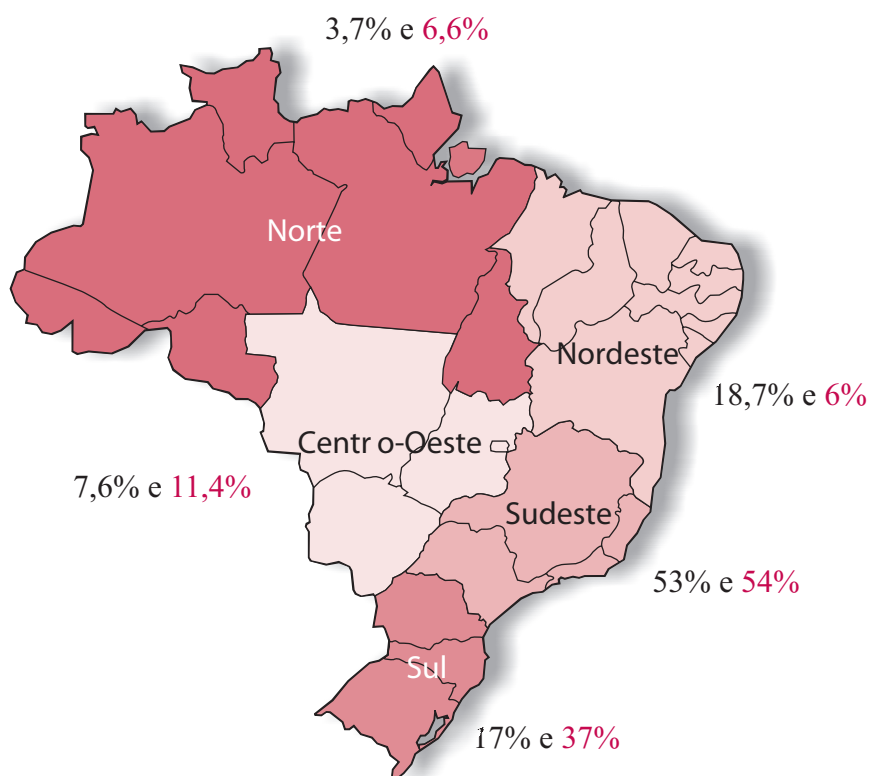 3,7% e 6,6%
Norte
Nordeste
18,7% e 6%
Centr o-Oeste
7,6% e 11,4%
Sudeste
53% e 54%
Sul
17% e 37%